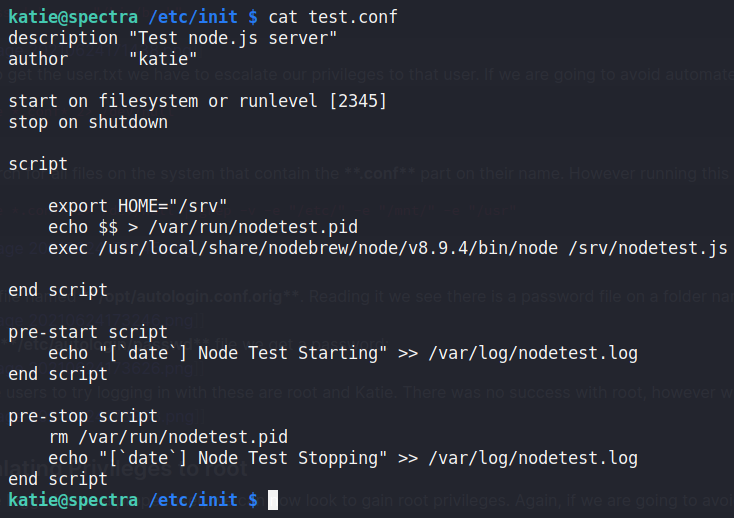 katie@spectra /etc/init $ cat test.conf
description "Test node.js server"
author      "katie"
start on filesystem or runlevel [2345]
stop on shutdown
script
    export HOME="/srv"
    echo $$ > /var/run/nodetest.pid
    exec /usr/local/share/nodebrew/node/v8.9.4/bin/node /srv/nodetest.js
end script
pre-start script
    echo "[`date`] Node Test Starting" >> /var/log/nodetest.log
end script
pre-stop script
    rm /var/run/nodetest.pid
    echo "[`date`] Node Test Stopping" >> /var/log/nodetest.log
end script
katie@spectra /etc/init $